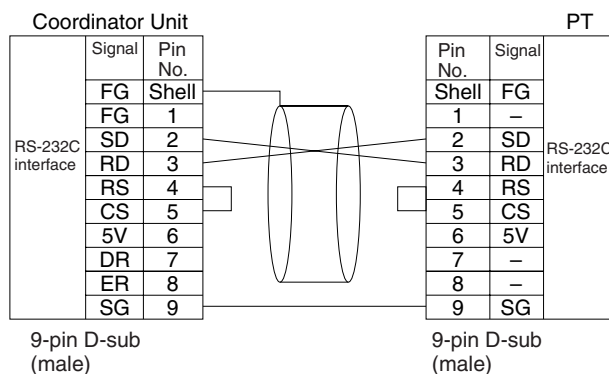 Coordinator Unit
PT
Signal Pin No.
FG Shell
FG 1
SD 2
RD 3
RS 4
CS 5
5V 6
DR 7
ER 8
SG 9
RS-232C
interface
9-pin D-sub
(male)
Pin No. Signal
Shell FG
1 –
2 SD
3 RD
4 RS
5 CS
6 5V
7 –
8 –
9 SG
RS-232C
interface
9-pin D-sub
(male)